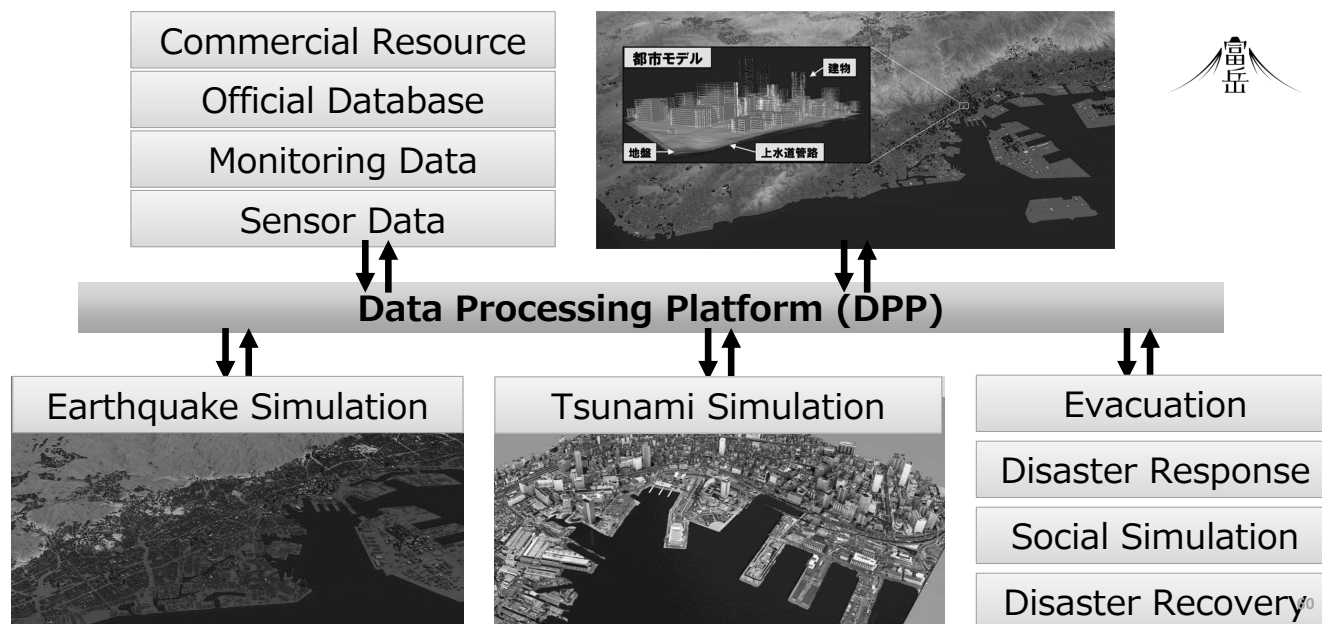 Commercial Resource
Official Database
Monitoring Data
Sensor Data
都市モデル
建物
地盤
上水道管路
富岳
Data Processing Platform (DPP)
Earthquake Simulation
Tsunami Simulation
Evacuation
Disaster Response
Social Simulation
Disaster Recovery
60